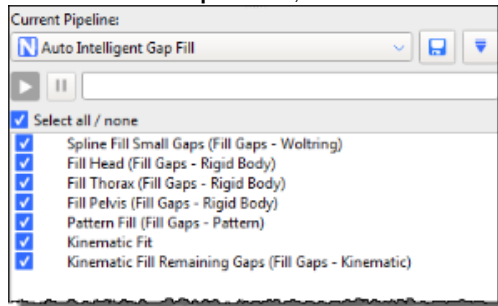 Current Pipeline:
N Auto Intelligent Gap Fill
Select all / none
Spline Fill Small Gaps (Fill Gaps - Woltring)
Fill Head (Fill Gaps - Rigid Body)
Fill Thorax (Fill Gaps - Rigid Body)
Fill Pelvis (Fill Gaps - Rigid Body)
Pattern Fill (Fill Gaps - Pattern)
Kinematic Fit
Kinematic Fill Remaining Gaps (Fill Gaps - Kinematic)